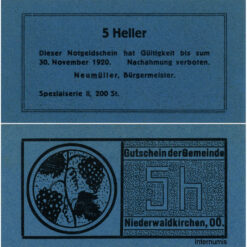 5 Heller
Dieser Notgeldschein hat Gültigkeit bis zum
30. November 1920. Nachahmung verboten.
Neumüller, Bürgermeister.
Spezialserie II, 200 St.
Gutschein der Gemeinde
5h
Niederwaldkirchen, OÖ.
Internumis